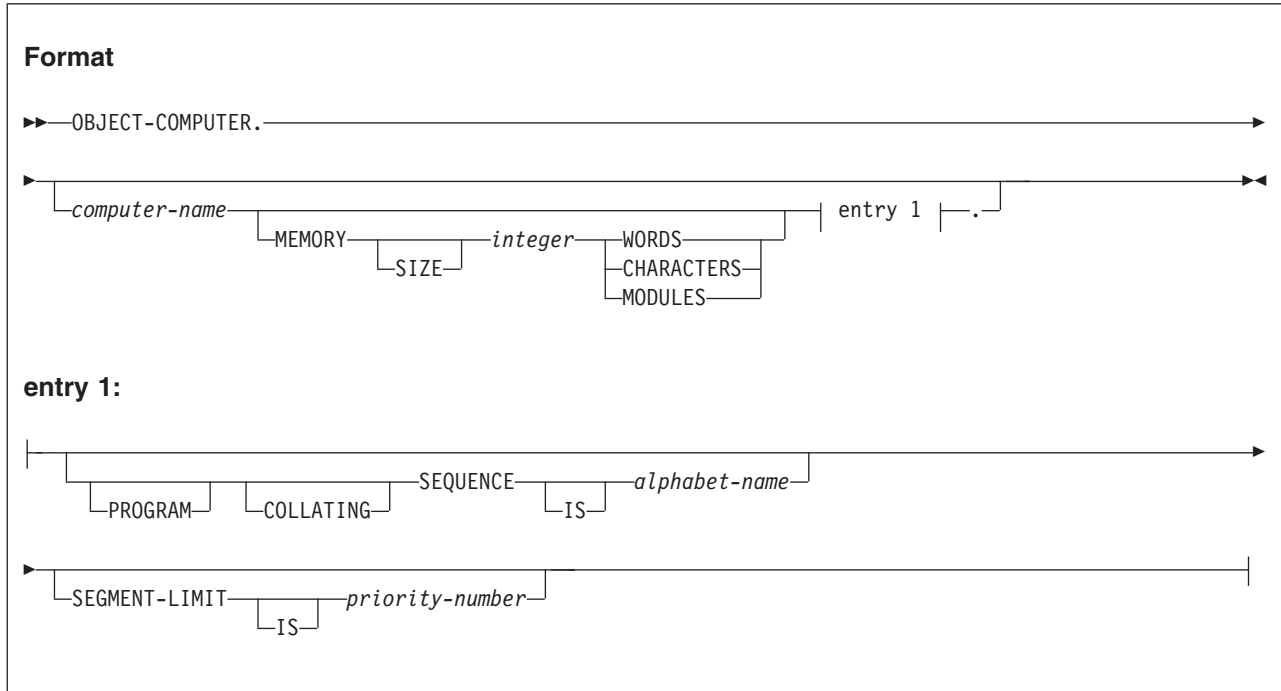 Format
OBJECT-COMPUTER.
computer-name
MEMORY
SIZE
integer
WORDS
CHARACTERS
MODULES
entry 1
.
entry 1:
PROGRAM
COLLATING
SEQUENCE
IS
alphabet-name
SEGMENT-LIMIT
IS
priority-number